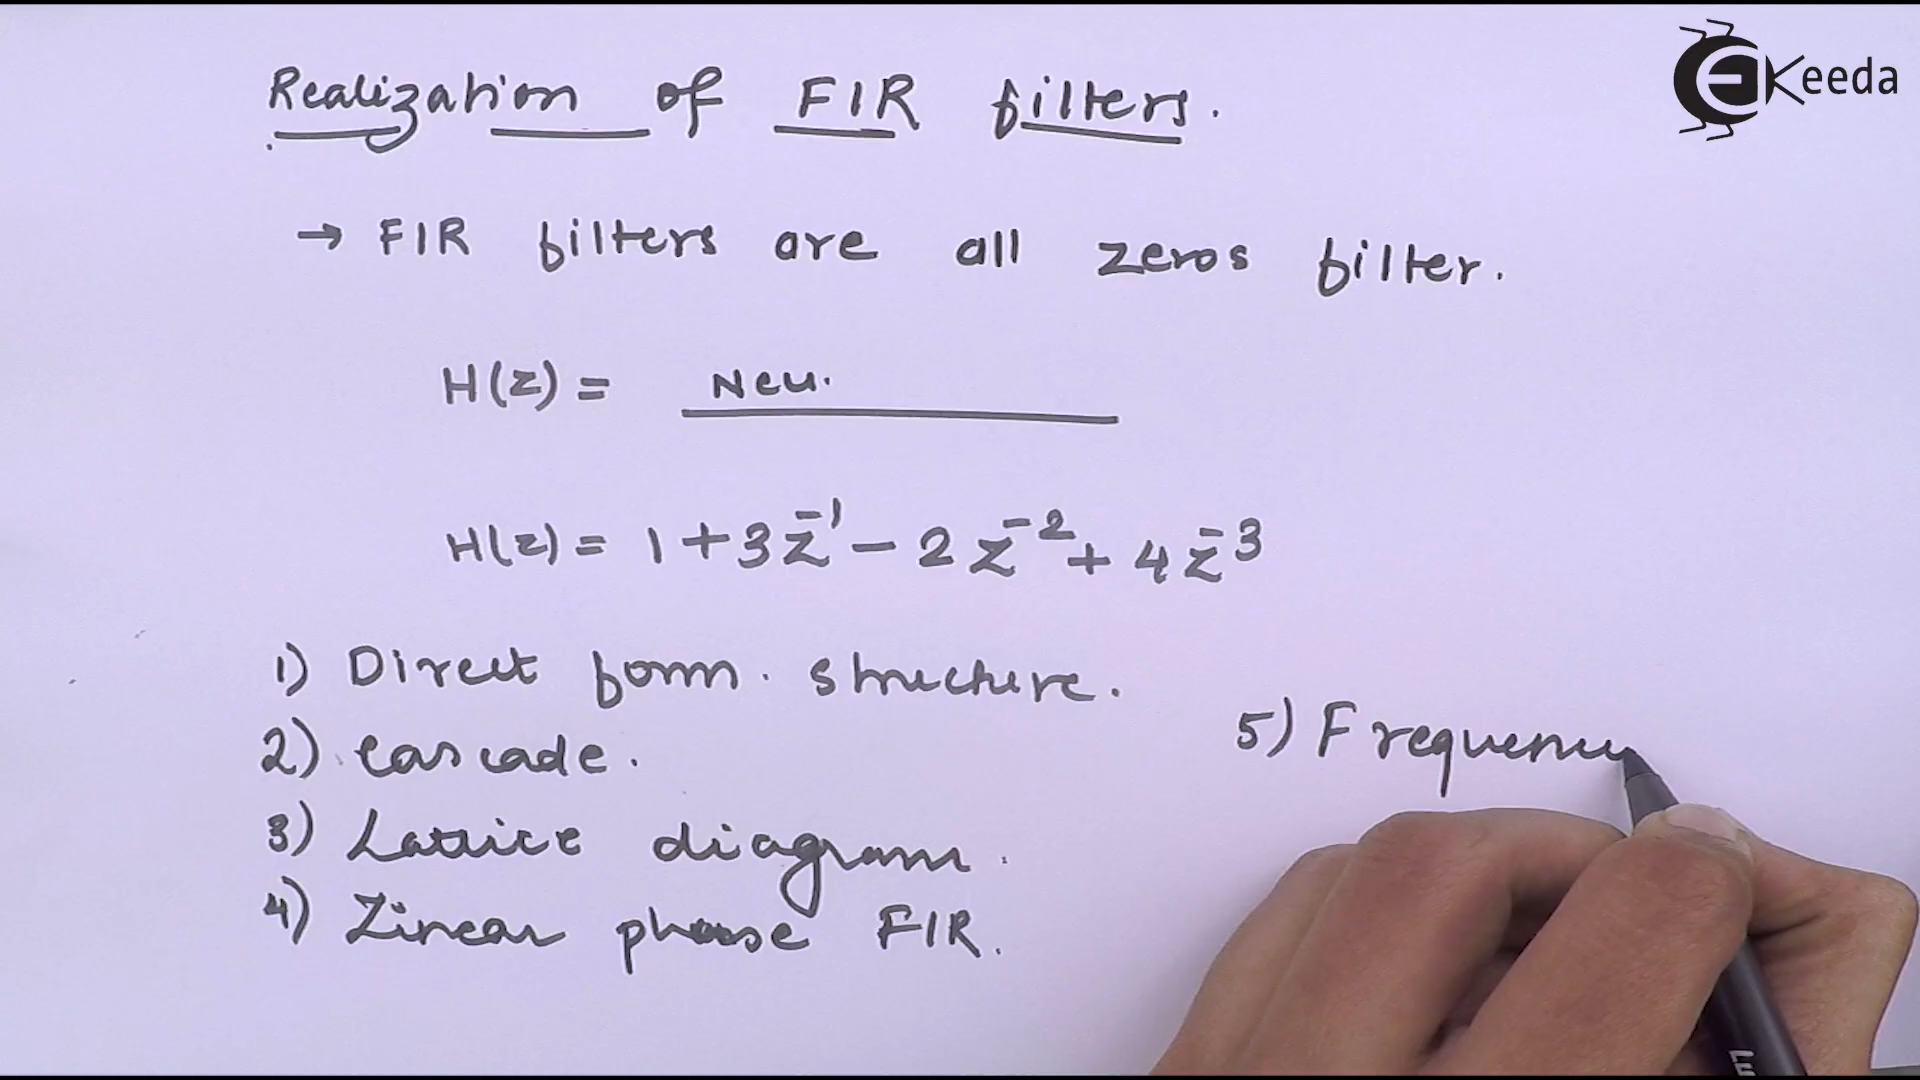 Ekeeda
Realization of FIR filters.
→ FIR filters are all zeros filter.
H(z) = Neu.
H(z) = 1 + 3z⁻¹ − 2z⁻² + 4z⁻³
1) Direct form. structure.
2) Cascade.
3) Lattice diagram.
4) Linear phase FIR.
5) Frequency